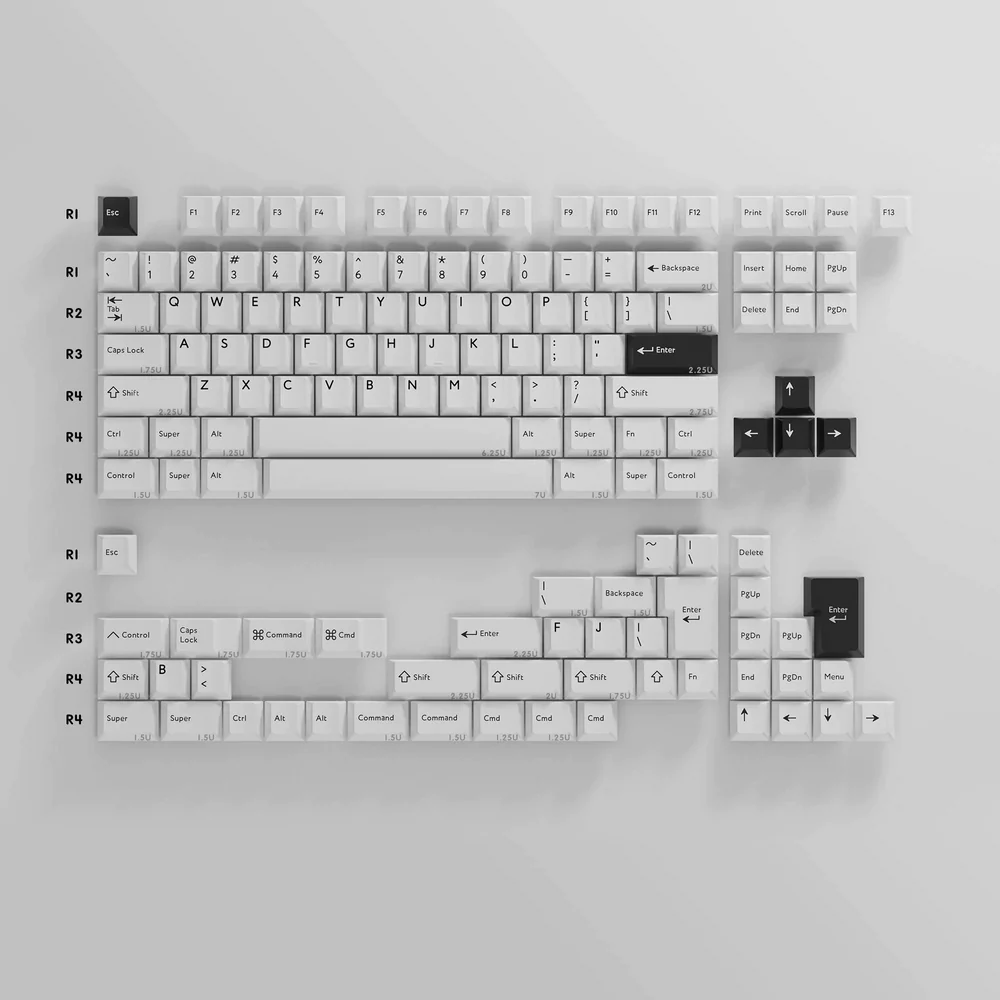 R1 Esc F1 F2 F3 F4 F5 F6 F7 F8 F9 F10 F11 F12 Print Scroll Pause F13
~ ! @ # $ % ^ & * ( ) — +
R1 ` 1 2 3 4 5 6 7 8 9 0 - = ← Backspace Insert Home PgUp
2U
R2 |← Tab →| Q W E R T Y U I O P { [ } ] | \ Delete End PgDn
1.5U 1.5U
R3 Caps Lock A S D F G H J K L : ; " ' ↵ Enter
1.75U 2.25U
R4 ⇧ Shift Z X C V B N M < , > . ? / ⇧ Shift ↑
2.25U 2.75U
R4 Ctrl Super Alt Alt Super Fn Ctrl ← ↓ →
1.25U 1.25U 1.25U 6.25U 1.25U 1.25U 1.25U 1.25U
R4 Control Super Alt Alt Super Control
1.5U 1.5U 7U 1.5U 1.5U
R1 Esc ~ ` | \ Delete
R2 | \ Backspace Enter ↵ PgUp Enter ↵
1.5U 1.5U
R3 ^ Control Caps Lock ⌘ Command ⌘ Cmd ↵ Enter F J | \ PgDn PgUp
1.75U 1.75U 1.75U 1.75U 2.25U
R4 ⇧ Shift B > < ⇧ Shift ⇧ Shift ⇧ Shift ⇧ Fn End PgDn Menu
1.25U 2.25U 2U 1.75U
R4 Super Super Ctrl Alt Alt Command Command Cmd Cmd Cmd ↑ ← ↓ →
1.5U 1.5U 1.5U 1.5U 1.25U 1.25U